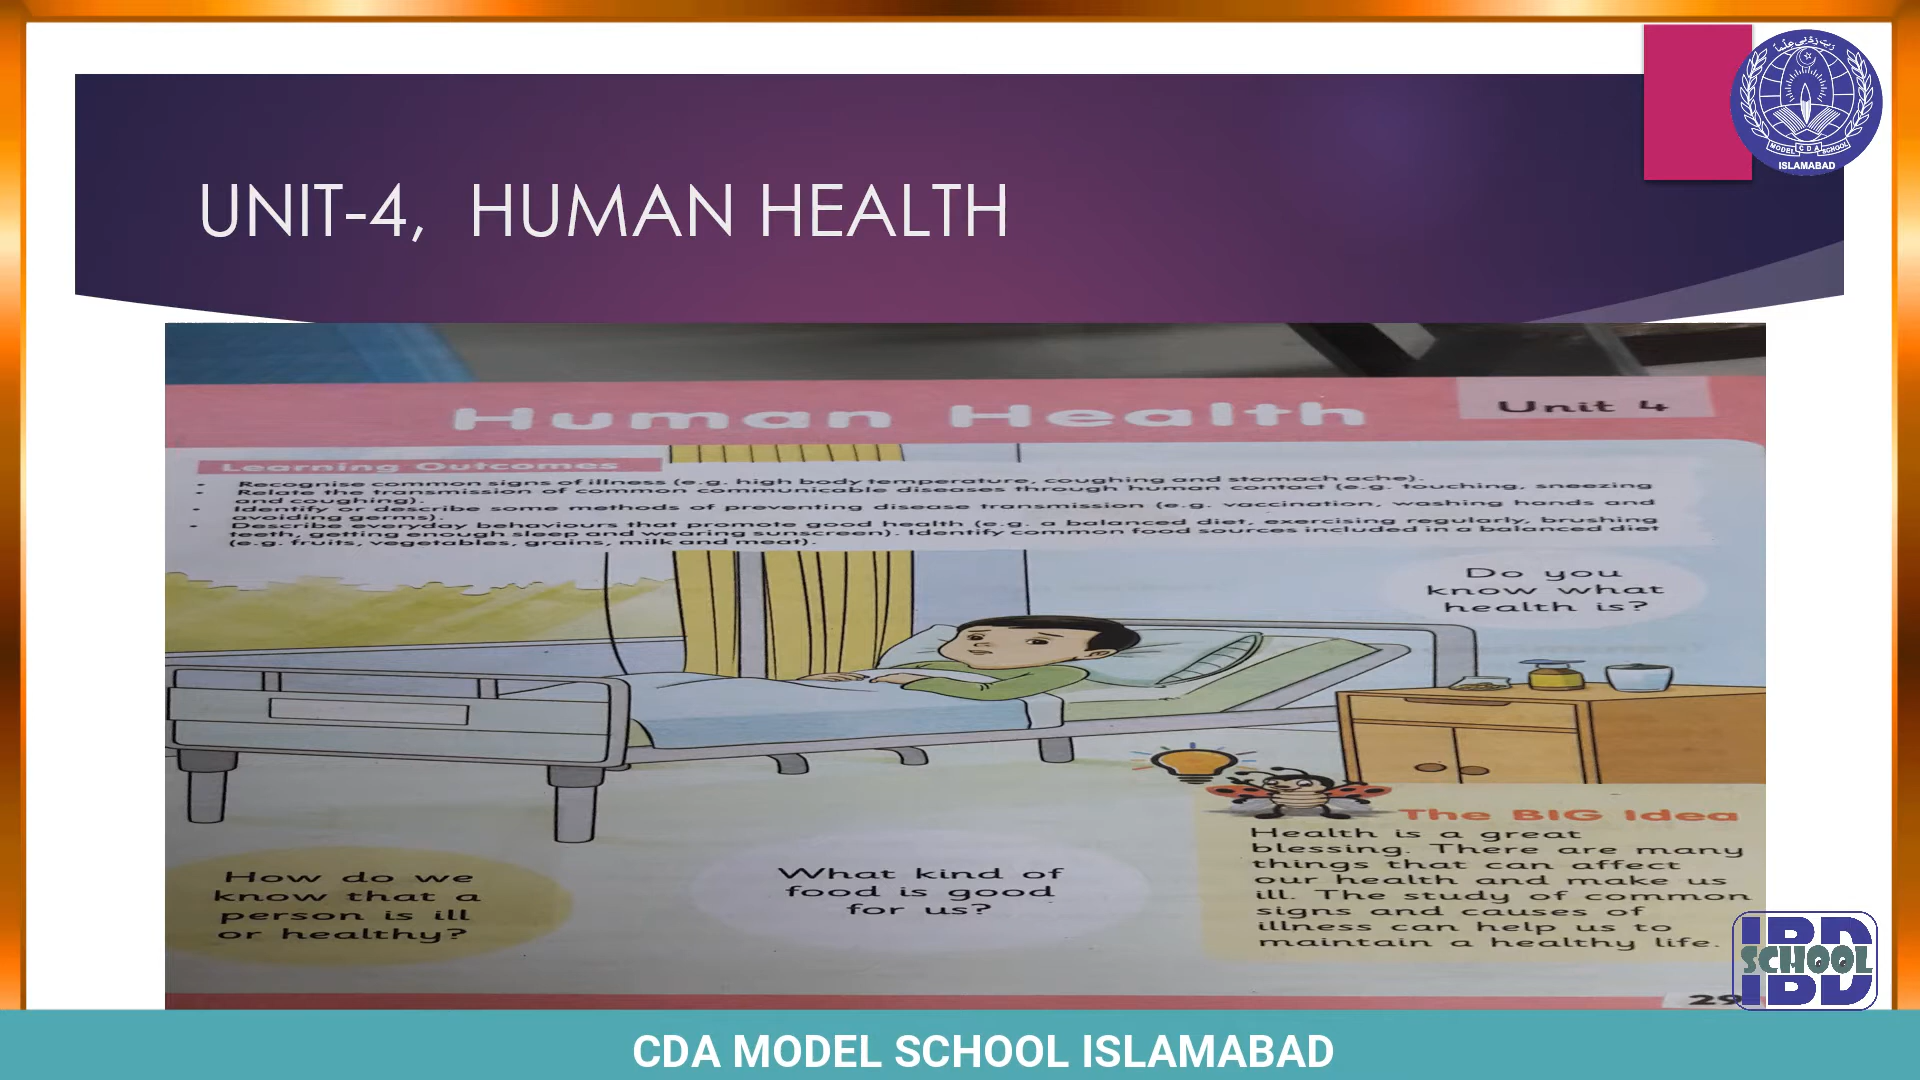 UNIT-4, HUMAN HEALTH
MODEL CDA SCHOOL
ISLAMABAD
Human Health
Unit 4
Learning Outcomes
• Recognise common signs of illness (e.g. high body temperature, coughing and stomach ache).
• Relate the transmission of common communicable diseases through human contact (e.g. touching, sneezing
and coughing).
• Identify or describe some methods of preventing disease transmission (e.g. vaccination, washing hands and
avoiding germs).
• Describe everyday behaviours that promote good health (e.g. a balanced diet, exercising regularly, brushing
teeth, getting enough sleep and wearing sunscreen). Identify common food sources included in a balanced diet
(e.g. fruits, vegetables, grains, milk and meat).
Do you
know what
health is?
How do we
know that a
person is ill
or healthy?
What kind of
food is good
for us?
The BIG Idea
Health is a great
blessing. There are many
things that can affect
our health and make us
ill. The study of common
signs and causes of
illness can help us to
maintain a healthy life.
29
IBD
SCHOOL
IBD
CDA MODEL SCHOOL ISLAMABAD